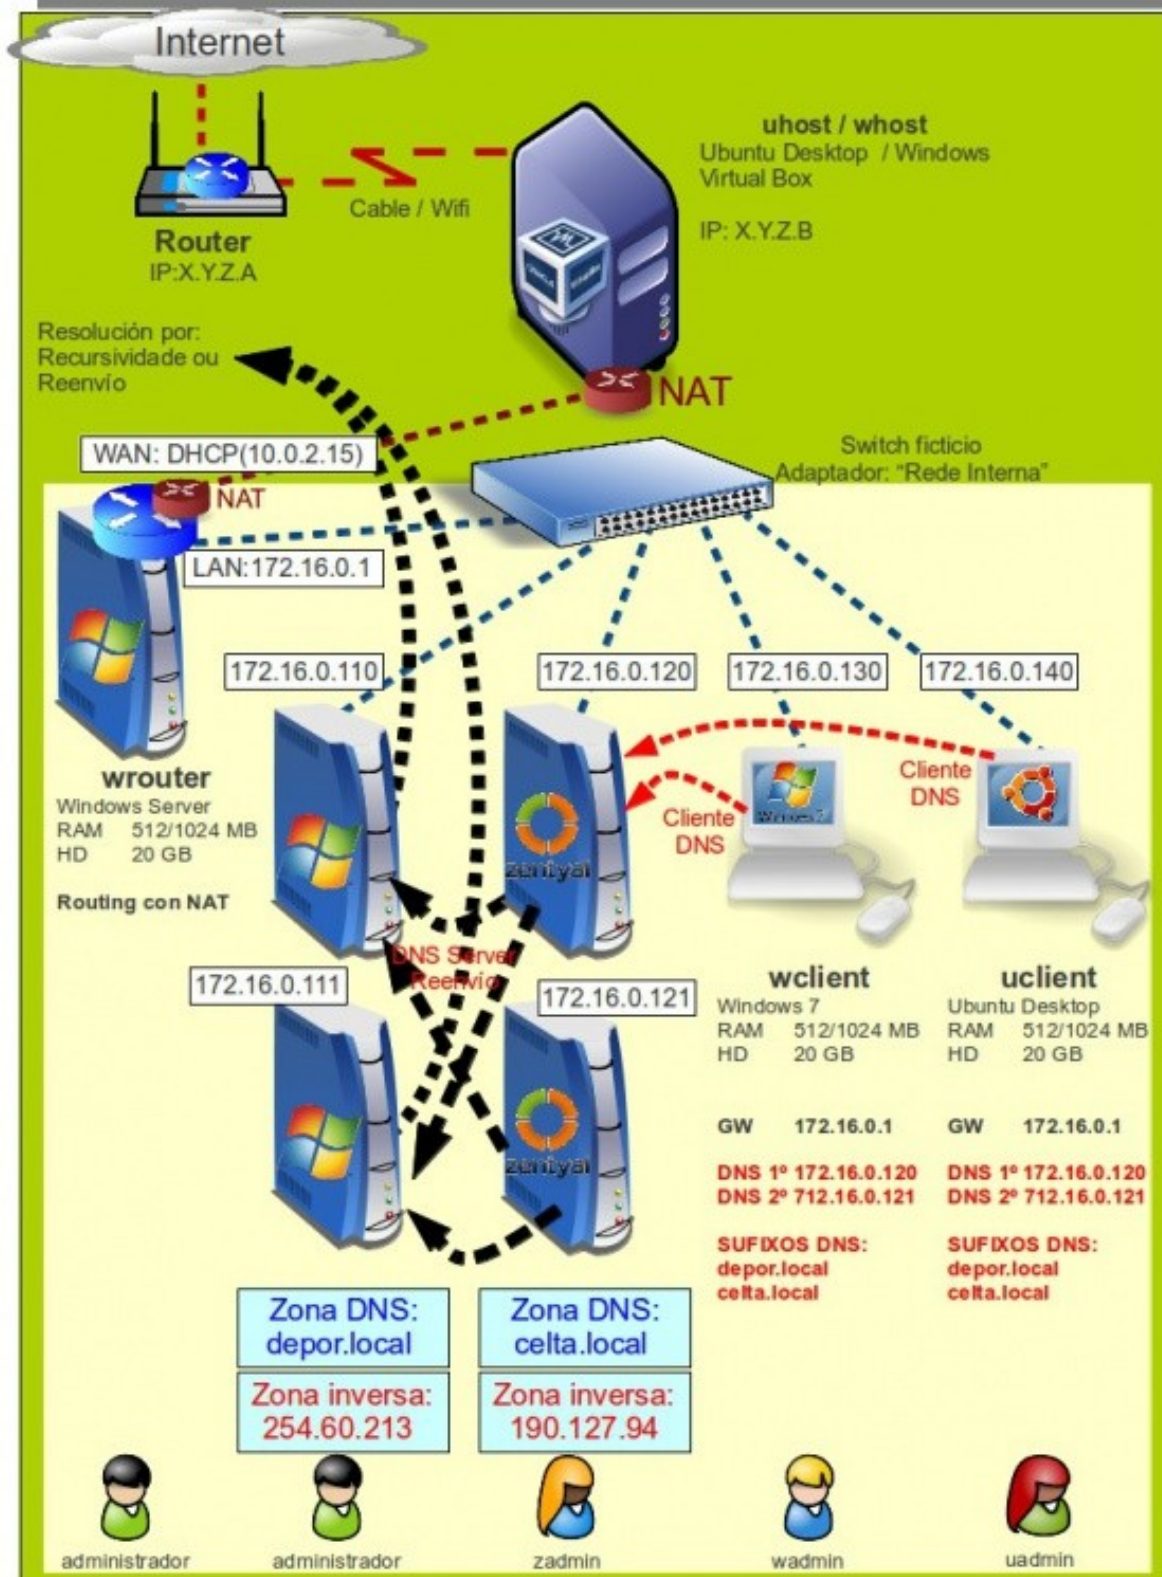 Internet
uhost / whost
Ubuntu Desktop / Windows
Virtual Box
IP: X.Y.Z.B
Cable / Wifi
Router
IP:X.Y.Z.A
Resolución por:
Recursividade ou
Reenvío
NAT
WAN: DHCP(10.0.2.15)
Switch ficticio
Adaptador: “Rede Interna”
NAT
LAN:172.16.0.1
172.16.0.110
172.16.0.120
172.16.0.130
172.16.0.140
wrouter
Windows Server
RAM 512/1024 MB
HD 20 GB
Routing con NAT
zentyal
Cliente
DNS
Windows 7
Cliente
DNS
DNS Server
Reenvío
172.16.0.111
172.16.0.121
zentyal
wclient
Windows 7
RAM 512/1024 MB
HD 20 GB
GW 172.16.0.1
DNS 1º 172.16.0.120
DNS 2º 712.16.0.121
SUFIXOS DNS:
depor.local
celta.local
uclient
Ubuntu Desktop
RAM 512/1024 MB
HD 20 GB
GW 172.16.0.1
DNS 1º 172.16.0.120
DNS 2º 712.16.0.121
SUFIXOS DNS:
depor.local
celta.local
Zona DNS:
depor.local
Zona inversa:
254.60.213
Zona DNS:
celta.local
Zona inversa:
190.127.94
administrador
administrador
zadmin
wadmin
uadmin